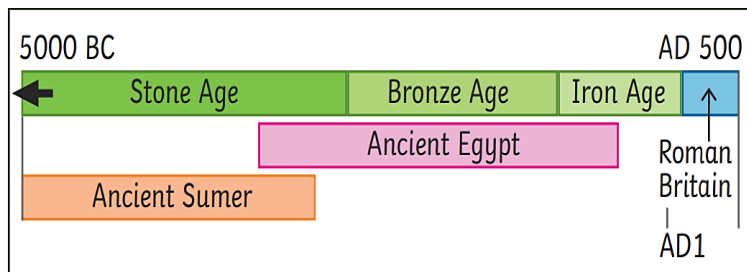 5000 BC AD 500
Stone Age Bronze Age Iron Age
Ancient Egypt
Roman
Britain
Ancient Sumer
AD1